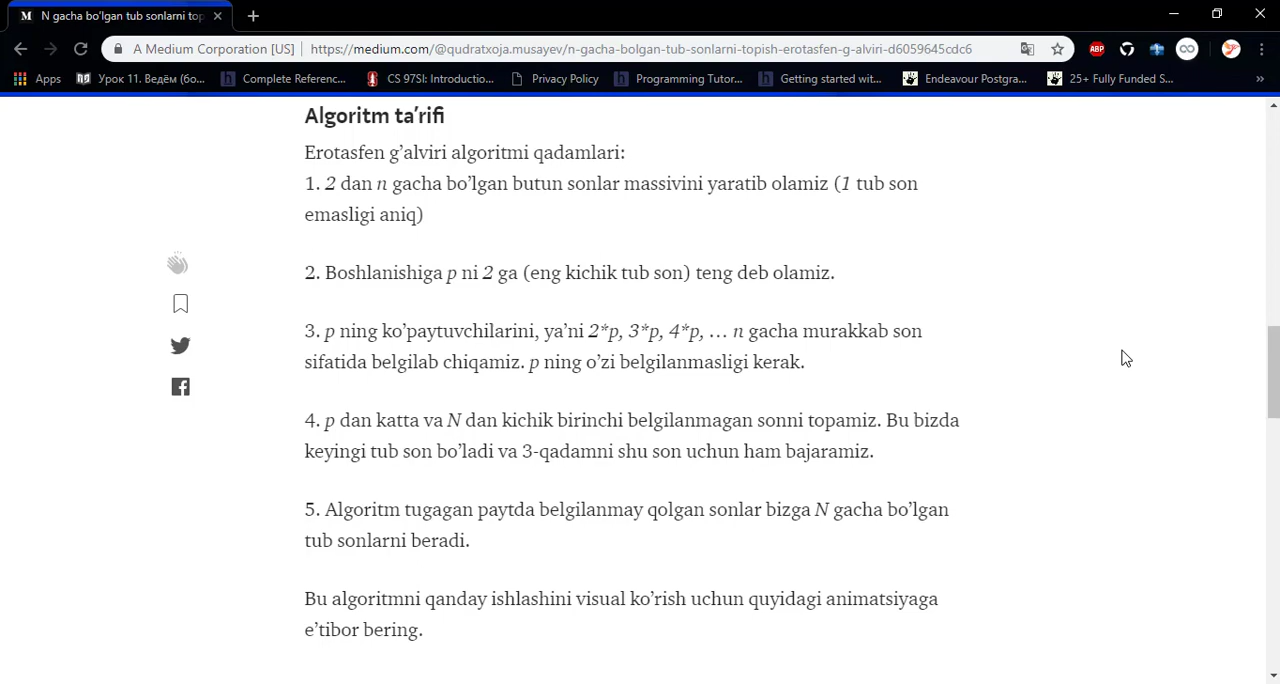 N gacha bo'lgan tub sonlarni top
A Medium Corporation [US]
https://medium.com/@qudratxoja.musayev/n-gacha-bolgan-tub-sonlarni-topish-erotasfen-g-alviri-d6059645cdc6
ABP
Apps
Урок 11. Ведём (бо...
Complete Referenc...
CS 97SI: Introductio...
Privacy Policy
Programming Tutor...
Getting started wit...
Endeavour Postgra...
25+ Fully Funded S...
»
Algoritm ta’rifi
Erotasfen g’alviri algoritmi qadamlari:
1. 2 dan n gacha bo’lgan butun sonlar massivini yaratib olamiz (1 tub son
emasligi aniq)
2. Boshlanishiga p ni 2 ga (eng kichik tub son) teng deb olamiz.
3. p ning ko’paytuvchilarini, ya’ni 2*p, 3*p, 4*p, … n gacha murakkab son
sifatida belgilab chiqamiz. p ning o’zi belgilanmasligi kerak.
4. p dan katta va N dan kichik birinchi belgilanmagan sonni topamiz. Bu bizda
keyingi tub son bo’ladi va 3-qadamni shu son uchun ham bajaramiz.
5. Algoritm tugagan paytda belgilanmay qolgan sonlar bizga N gacha bo’lgan
tub sonlarni beradi.
Bu algoritmni qanday ishlashini visual ko’rish uchun quyidagi animatsiyaga
e’tibor bering.